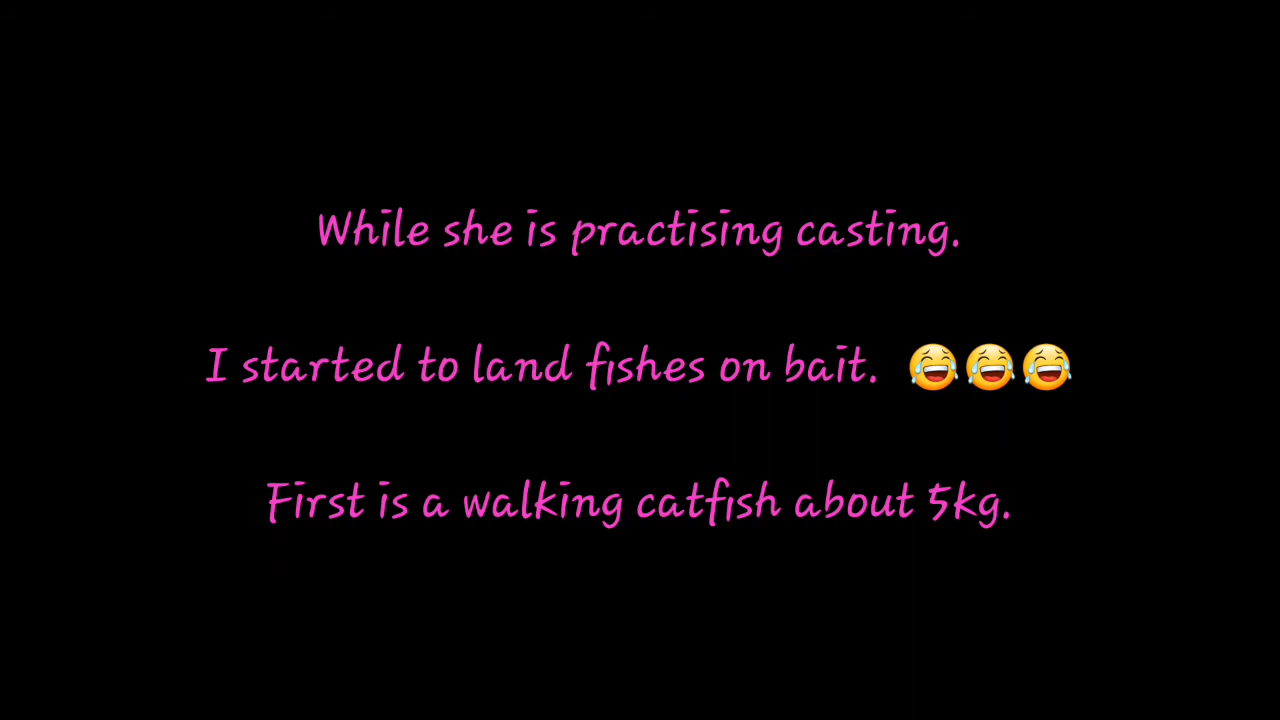 While she is practising casting.
I started to land fishes on bait. 😂😂😂
First is a walking catfish about 5kg.